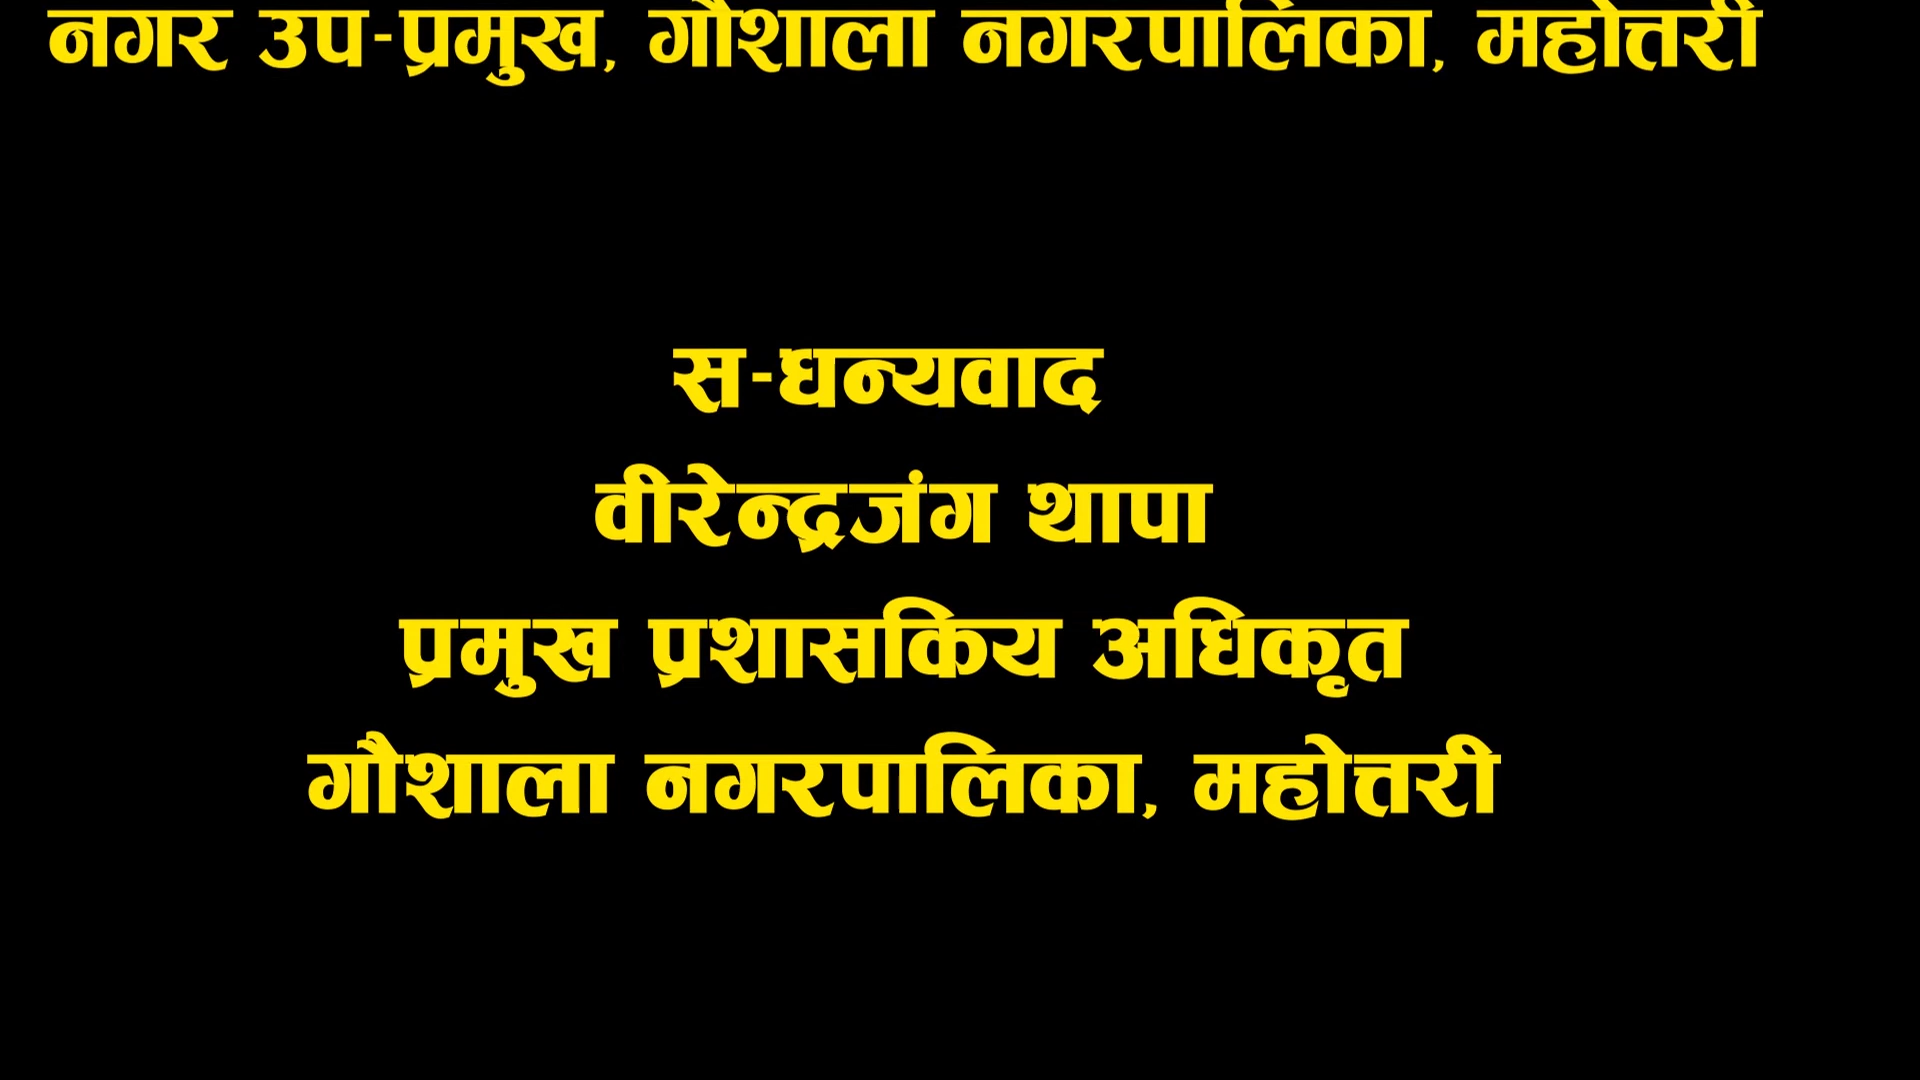 नगर उप-प्रमुख, गौशाला नगरपालिका, महोत्तरी
स-धन्यवाद
वीरेन्द्रजंग थापा
प्रमुख प्रशासकिय अधिकृत
गौशाला नगरपालिका, महोत्तरी